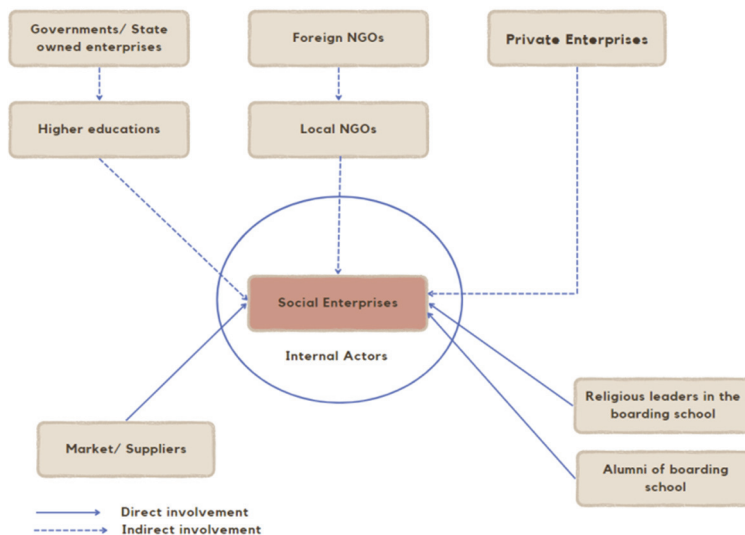 Governments/ State
owned enterprises
Foreign NGOs
Private Enterprises
Higher educations
Local NGOs
Social Enterprises
Internal Actors
Religious leaders in the
boarding school
Market/ Suppliers
Alumni of boarding
school
Direct involvement
Indirect involvement